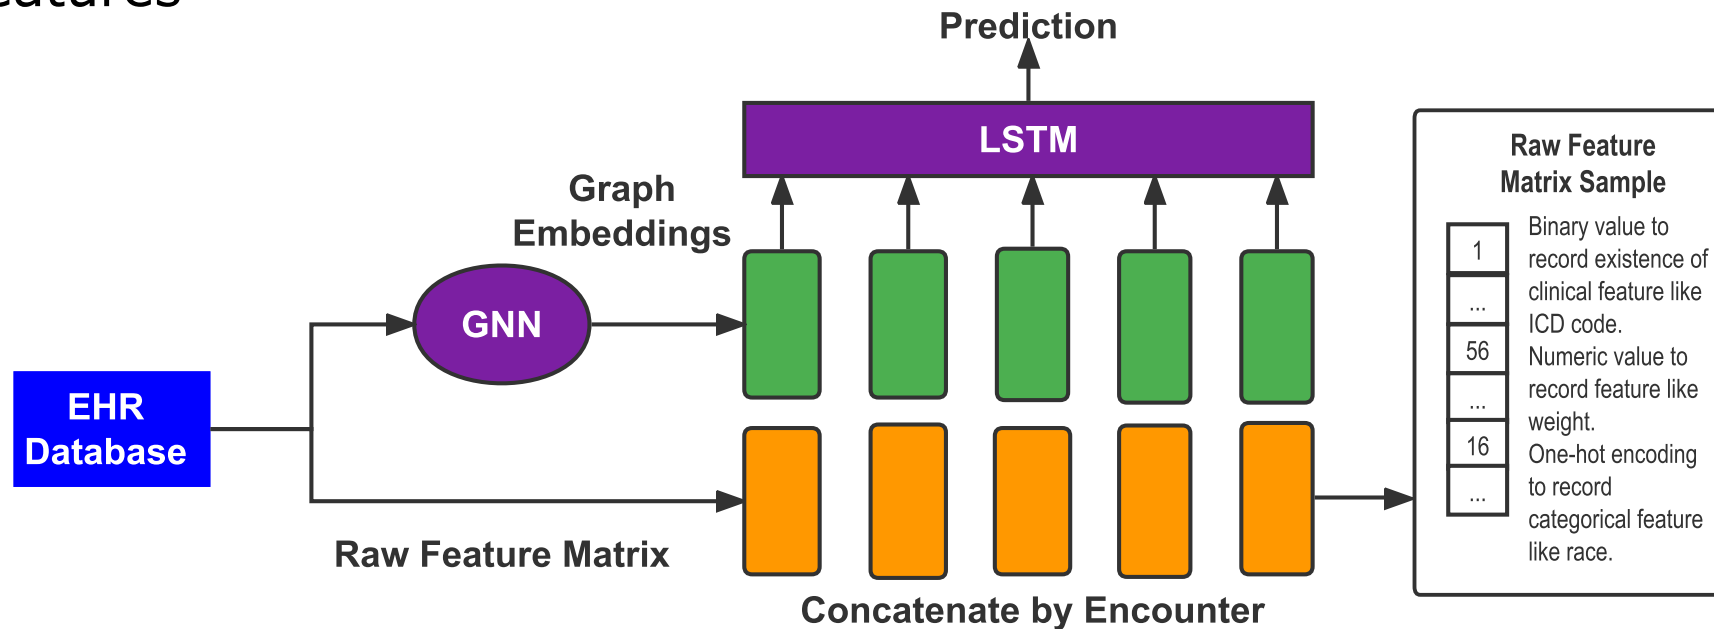 Prediction
LSTM
Graph
Embeddings
GNN
EHR
Database
Raw Feature Matrix
Concatenate by Encounter
Raw Feature
Matrix Sample
1
...
56
...
16
...
Binary value to
record existence of
clinical feature like
ICD code.
Numeric value to
record feature like
weight.
One-hot encoding
to record
categorical feature
like race.